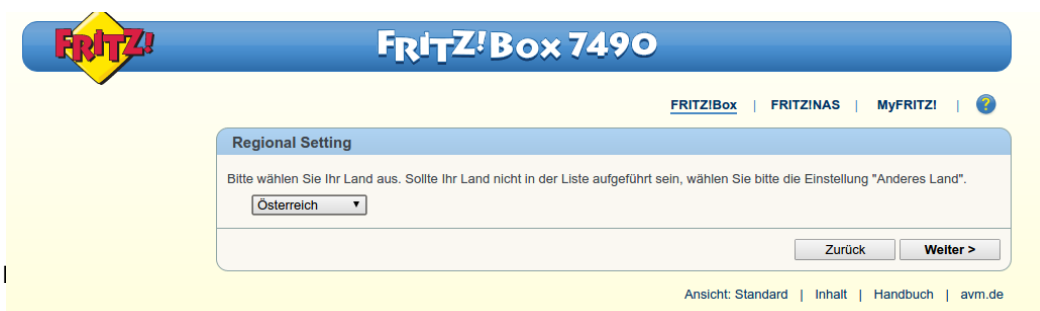 FRITZ!
FRITZ!Box 7490
FRITZ!Box | FRITZ!NAS | MyFRITZ! | ?
Regional Setting
Bitte wählen Sie Ihr Land aus. Sollte Ihr Land nicht in der Liste aufgeführt sein, wählen Sie bitte die Einstellung "Anderes Land".
Österreich
Zurück Weiter >
Ansicht: Standard | Inhalt | Handbuch | avm.de